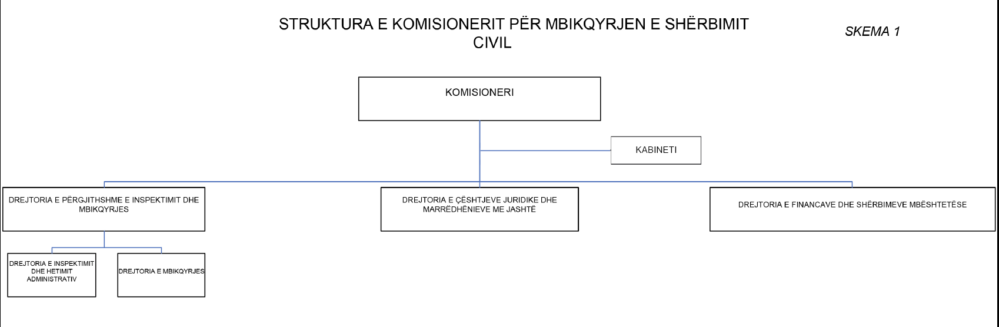 STRUKTURA E KOMISIONERIT PËR MBIKQYRJEN E SHËRBIMIT
CIVIL
SKEMA 1
KOMISIONERI
KABINETI
DREJTORIA E PËRGJITHSHME E INSPEKTIMIT DHE
MBIKQYRJES
DREJTORIA E ÇËSHTJEVE JURIDIKE DHE
MARRËDHËNIEVE ME JASHTË
DREJTORIA E FINANCAVE DHE SHËRBIMEVE MBËSHTETËSE
DREJTORIA E INSPEKTIMIT
DHE HETIMIT
ADMINISTRATIV
DREJTORIA E MBIKQYRJES